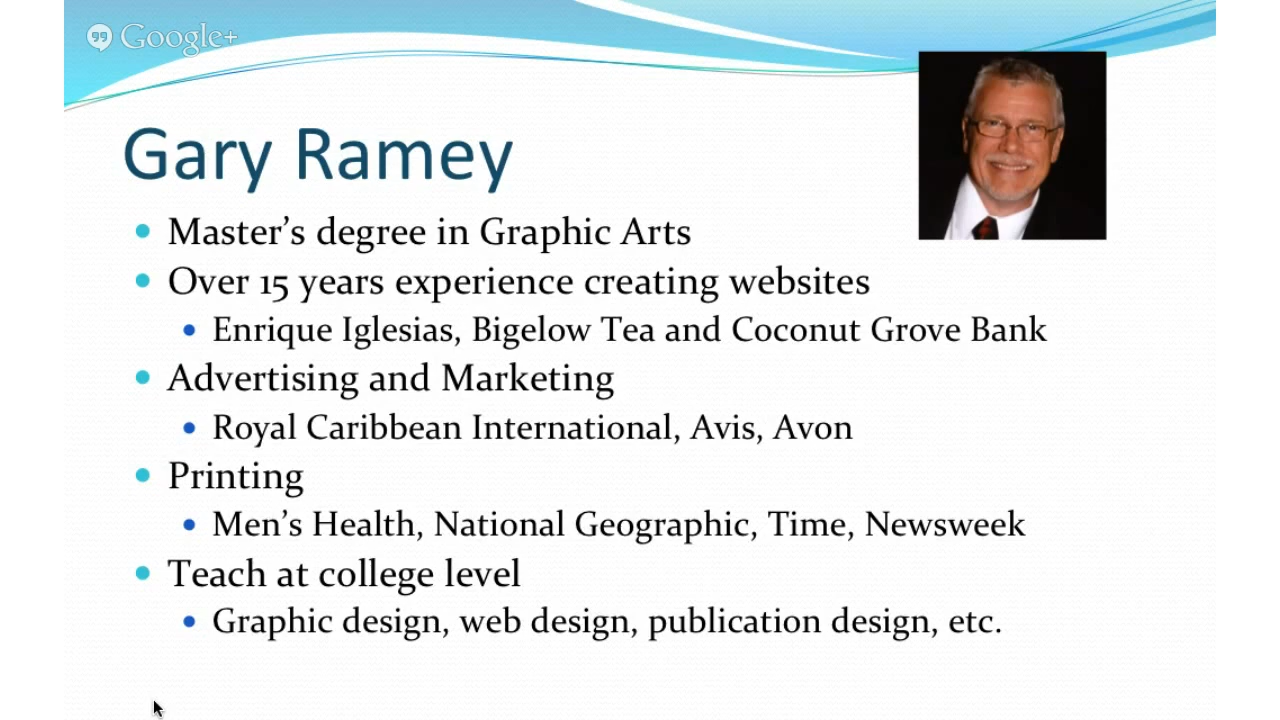 Google+
Gary Ramey
Master’s degree in Graphic Arts
Over 15 years experience creating websites
Enrique Iglesias, Bigelow Tea and Coconut Grove Bank
Advertising and Marketing
Royal Caribbean International, Avis, Avon
Printing
Men’s Health, National Geographic, Time, Newsweek
Teach at college level
Graphic design, web design, publication design, etc.